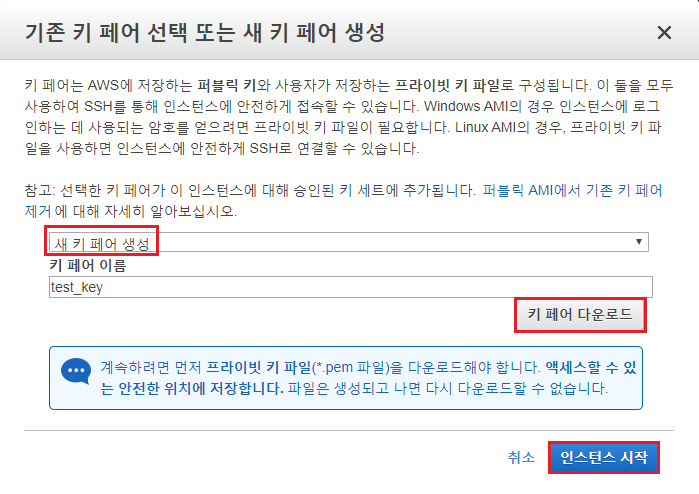 기존 키 페어 선택 또는 새 키 페어 생성
키 페어는 AWS에 저장하는 퍼블릭 키와 사용자가 저장하는 프라이빗 키 파일로 구성됩니다. 이 둘을 모두
사용하여 SSH를 통해 인스턴스에 안전하게 접속할 수 있습니다. Windows AMI의 경우 인스턴스에 로그
인하는 데 사용되는 암호를 얻으려면 프라이빗 키 파일이 필요합니다. Linux AMI의 경우, 프라이빗 키 파
일을 사용하면 인스턴스에 안전하게 SSH로 연결할 수 있습니다.
참고: 선택한 키 페어가 이 인스턴스에 대해 승인된 키 세트에 추가됩니다. 퍼블릭 AMI에서 기존 키 페어
제거에 대해 자세히 알아보십시오.
새 키 페어 생성
키 페어 이름
test_key
키 페어 다운로드
계속하려면 먼저 프라이빗 키 파일(*.pem 파일)을 다운로드해야 합니다. 액세스할 수 있
는 안전한 위치에 저장합니다. 파일은 생성되고 나면 다시 다운로드할 수 없습니다.
취소 인스턴스 시작